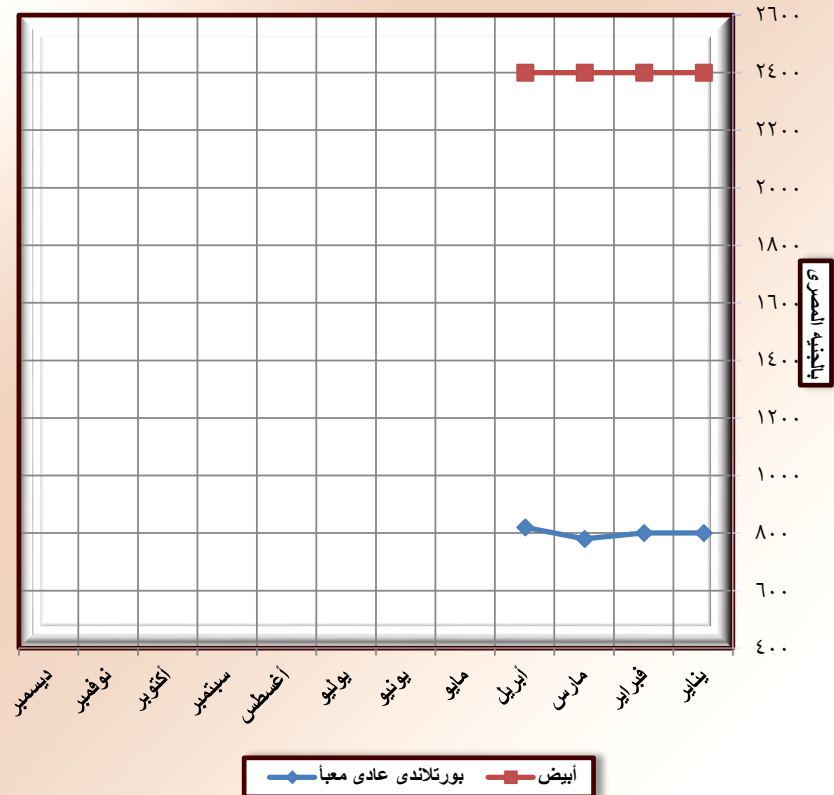 ٢٦٠٠
٢٤٠٠
٢٢٠٠
٢٠٠٠
١٨٠٠
١٦٠٠
١٤٠٠
١٢٠٠
١٠٠٠
٨٠٠
٦٠٠
٤٠٠
بالجنيه المصرى
يناير
فبراير
مارس
أبريل
مايو
يونيو
يوليو
أغسطس
سبتمبر
أكتوبر
نوفمبر
ديسمبر
أبيض بورتلاندى عادى معبأ